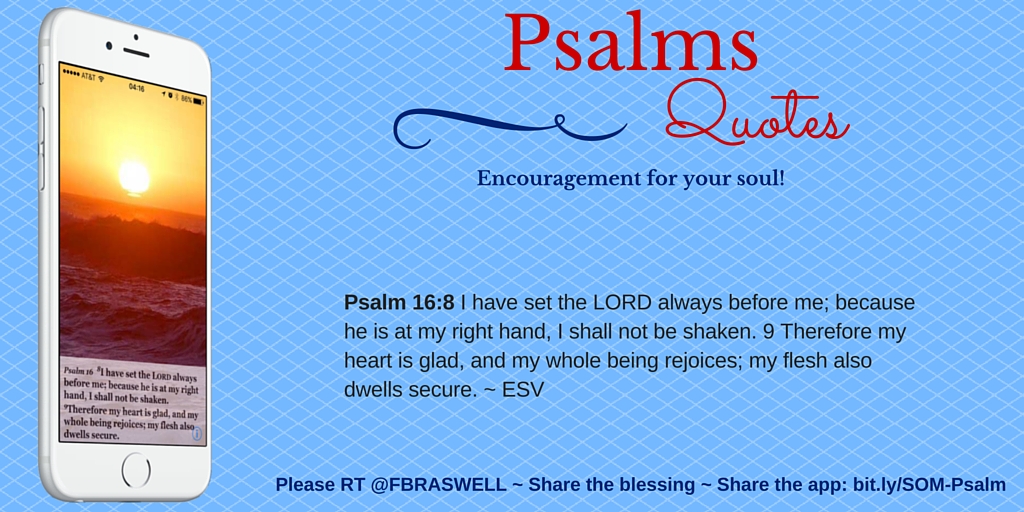 Psalms
Quotes
Encouragement for your soul!
●●●●● AT&T
04:16
86%
Psalm 16 ⁸I have set the LORD always
before me; because he is at my right
hand, I shall not be shaken.
⁹Therefore my heart is glad, and my
whole being rejoices; my flesh also
dwells secure.
Psalm 16:8 I have set the LORD always before me; because
he is at my right hand, I shall not be shaken. 9 Therefore my
heart is glad, and my whole being rejoices; my flesh also
dwells secure. ~ ESV
Please RT @FBRASWELL ~ Share the blessing ~ Share the app: bit.ly/SOM-Psalm